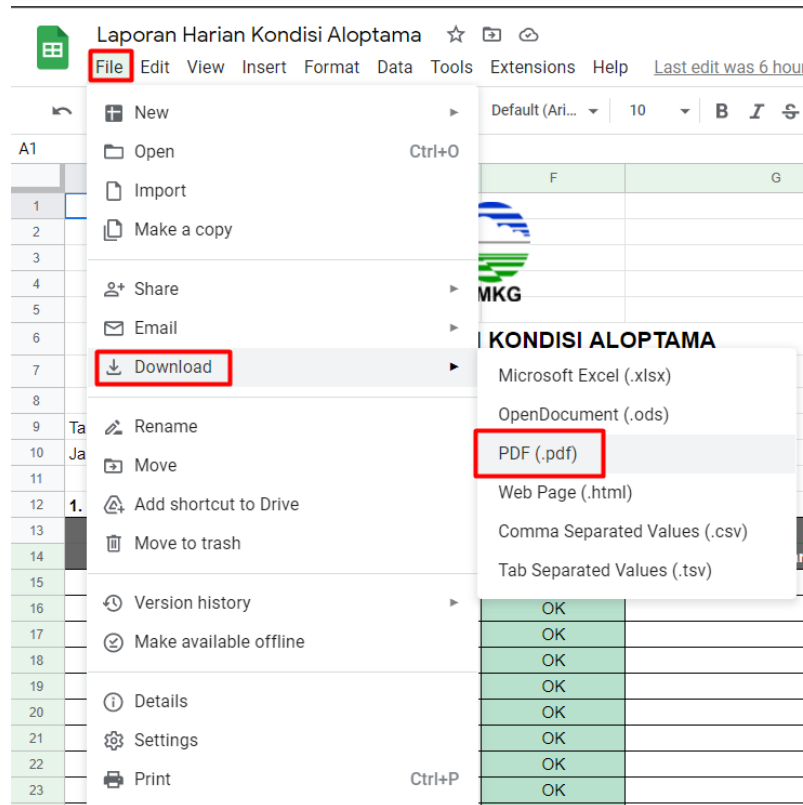 Laporan Harian Kondisi Aloptama
File Edit View Insert Format Data Tools Extensions Help Last edit was 6 hour
Default (Ari... 10 B I S
A1
New
Open Ctrl+O
Import
Make a copy
Share
Email
Download
Rename
Move
Add shortcut to Drive
Move to trash
Version history
Make available offline
Details
Settings
Print Ctrl+P
Microsoft Excel (.xlsx)
OpenDocument (.ods)
PDF (.pdf)
Web Page (.html)
Comma Separated Values (.csv)
Tab Separated Values (.tsv)
F G
1
2
3
4
MKG
5
6 KONDISI ALOPTAMA
7
8
9 Ta
10 Ja
11
12 1.
13
14
15
16 OK
17 OK
18 OK
19 OK
20 OK
21 OK
22 OK
23 OK